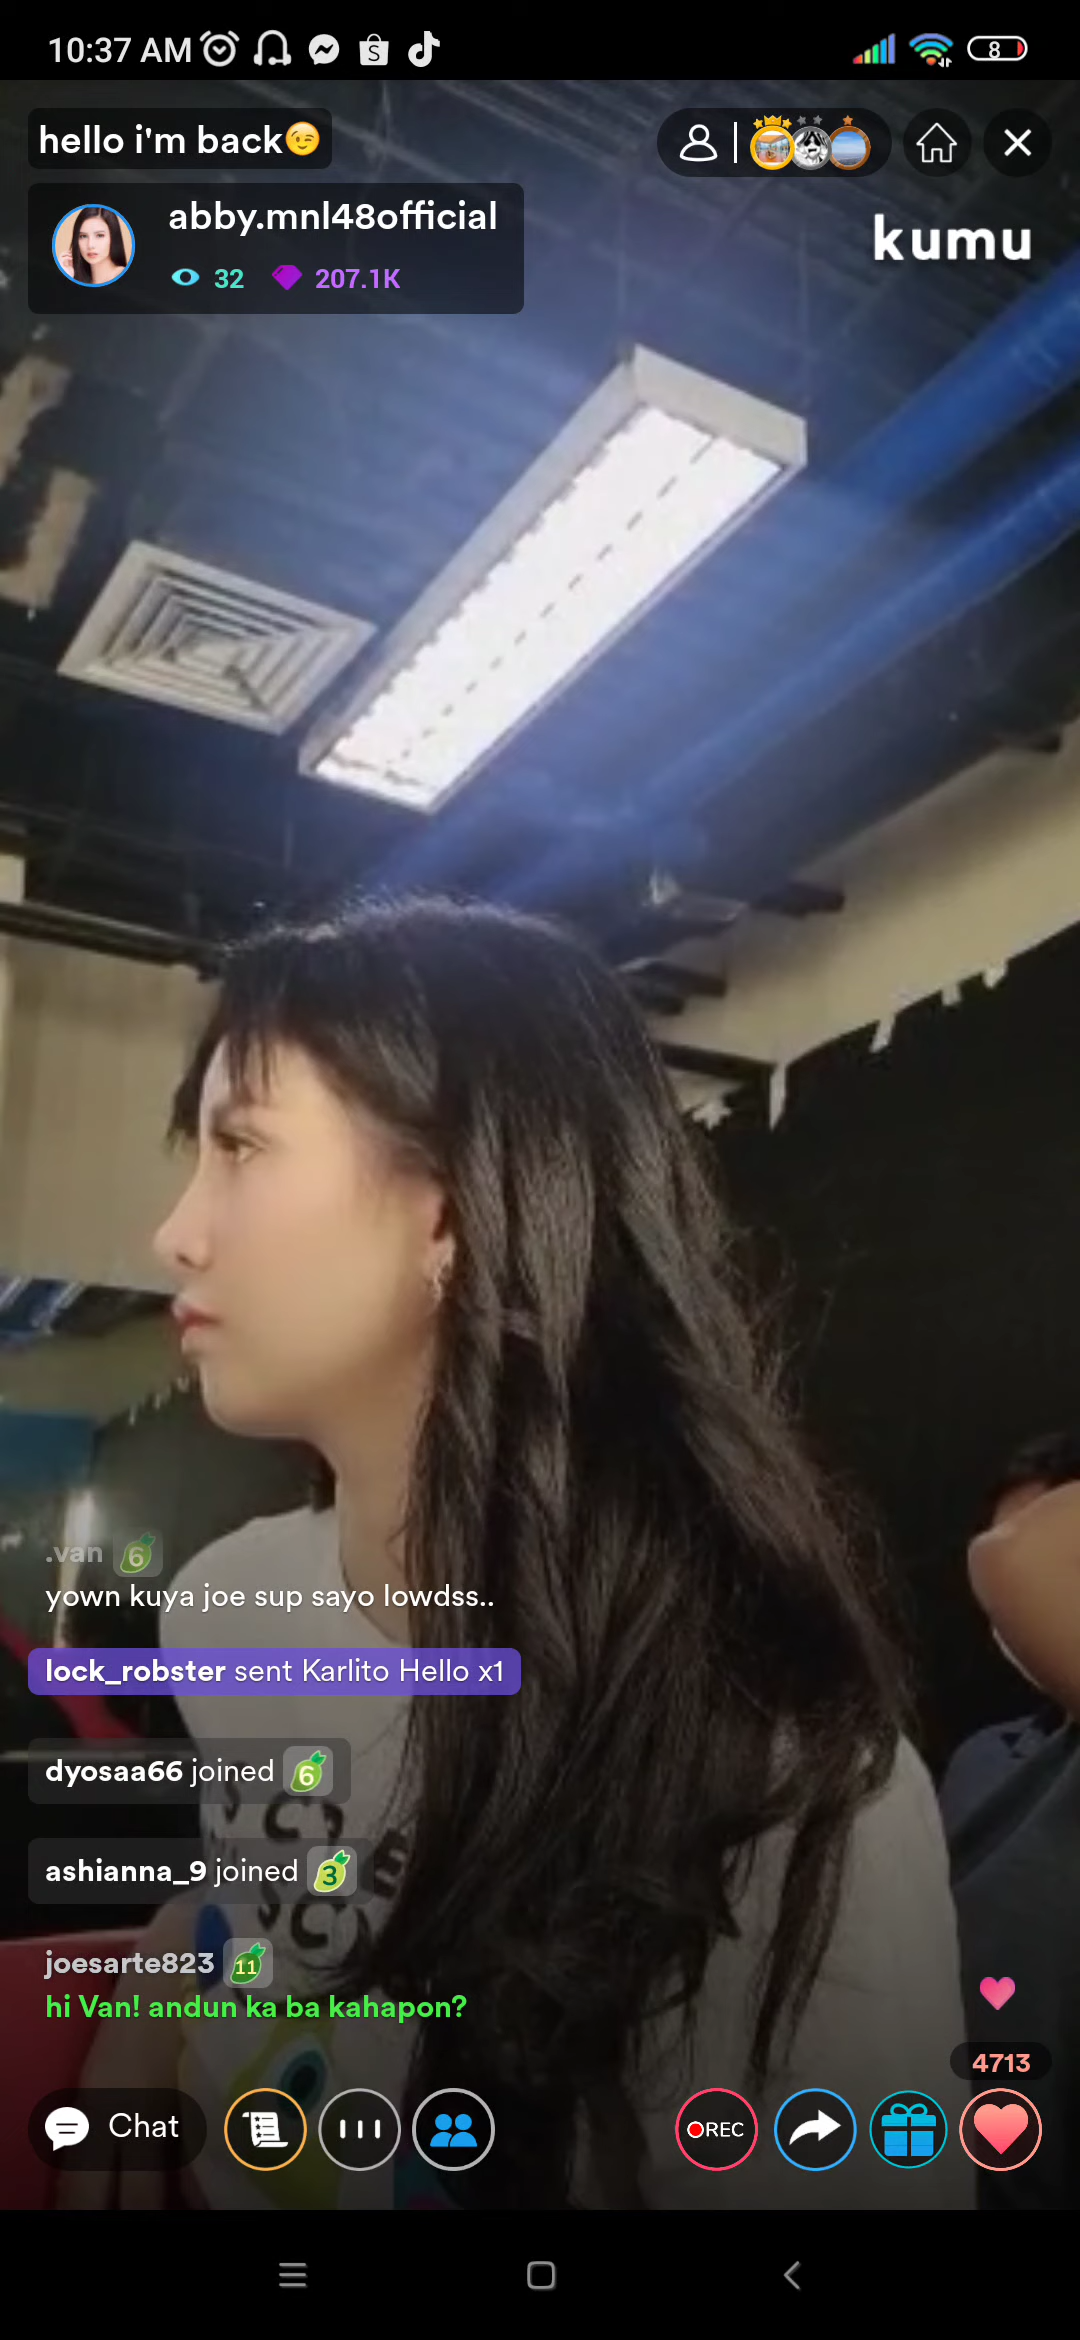 10:37 AM
8
hello i'm back😉
abby.mnl48official
32 207.1K
kumu
.van 6
yown kuya joe sup sayo lowdss..
lock_robster sent Karlito Hello x1
dyosaa66 joined 6
ashianna_9 joined 3
joesarte823 11
hi Van! andun ka ba kahapon?
4713
Chat
REC